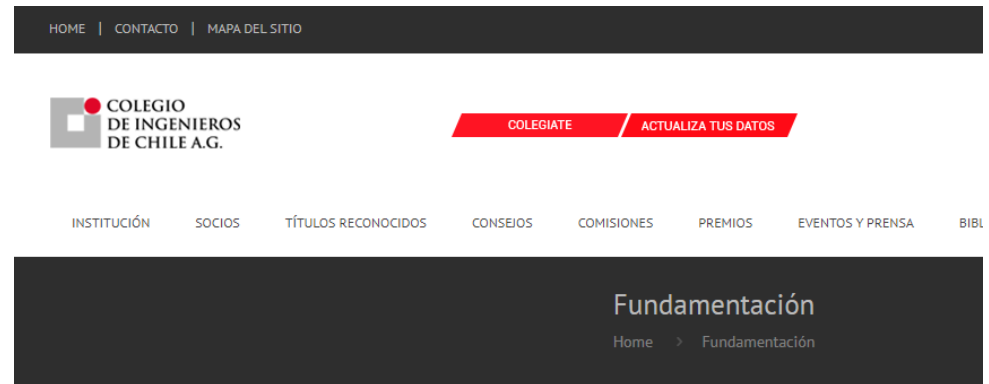 HOME | CONTACTO | MAPA DEL SITIO
COLEGIO
DE INGENIEROS
DE CHILE A.G.
COLEGIATE
ACTUALIZA TUS DATOS
INSTITUCIÓN SOCIOS TÍTULOS RECONOCIDOS CONSEJOS COMISIONES PREMIOS EVENTOS Y PRENSA BIBL
Fundamentación
Home > Fundamentación